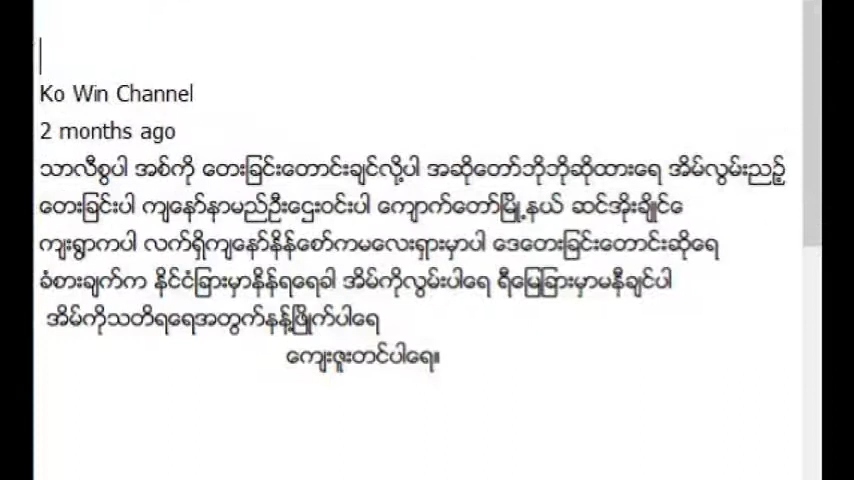 Ko Win Channel
2 months ago
သာလီစွပါ အစ်ကို တေးခြင်းတောင်းချင်လို့ပါ အဆိုတော်ဘိုဘိုဆိုထားရေ အိမ်လွမ်းညဉ့်
တေးခြင်းပါ ကျနော်နာမည်ဦးဌေးဝင်းပါ ကျောက်တော်မြို့နယ် ဆင်အိုးချိုင်ဧ
ကျးရွာကပါ လက်ရှိကျနော်နိန်စော်ကမလေးရှားမှာပါ ဒေတေးခြင်းတောင်းဆိုရေ
ခံစားချက်က နိုင်ငံခြားမှာနိန်ရရေခါ အိမ်ကိုလွမ်းပါရေ ရီမြေခြားမှာမနီချင်ပါ
အိမ်ကိုသတိရရေအတွက်နန့်ဖြိုက်ပါရေ
ကျေးဇူးတင်ပါရေ။